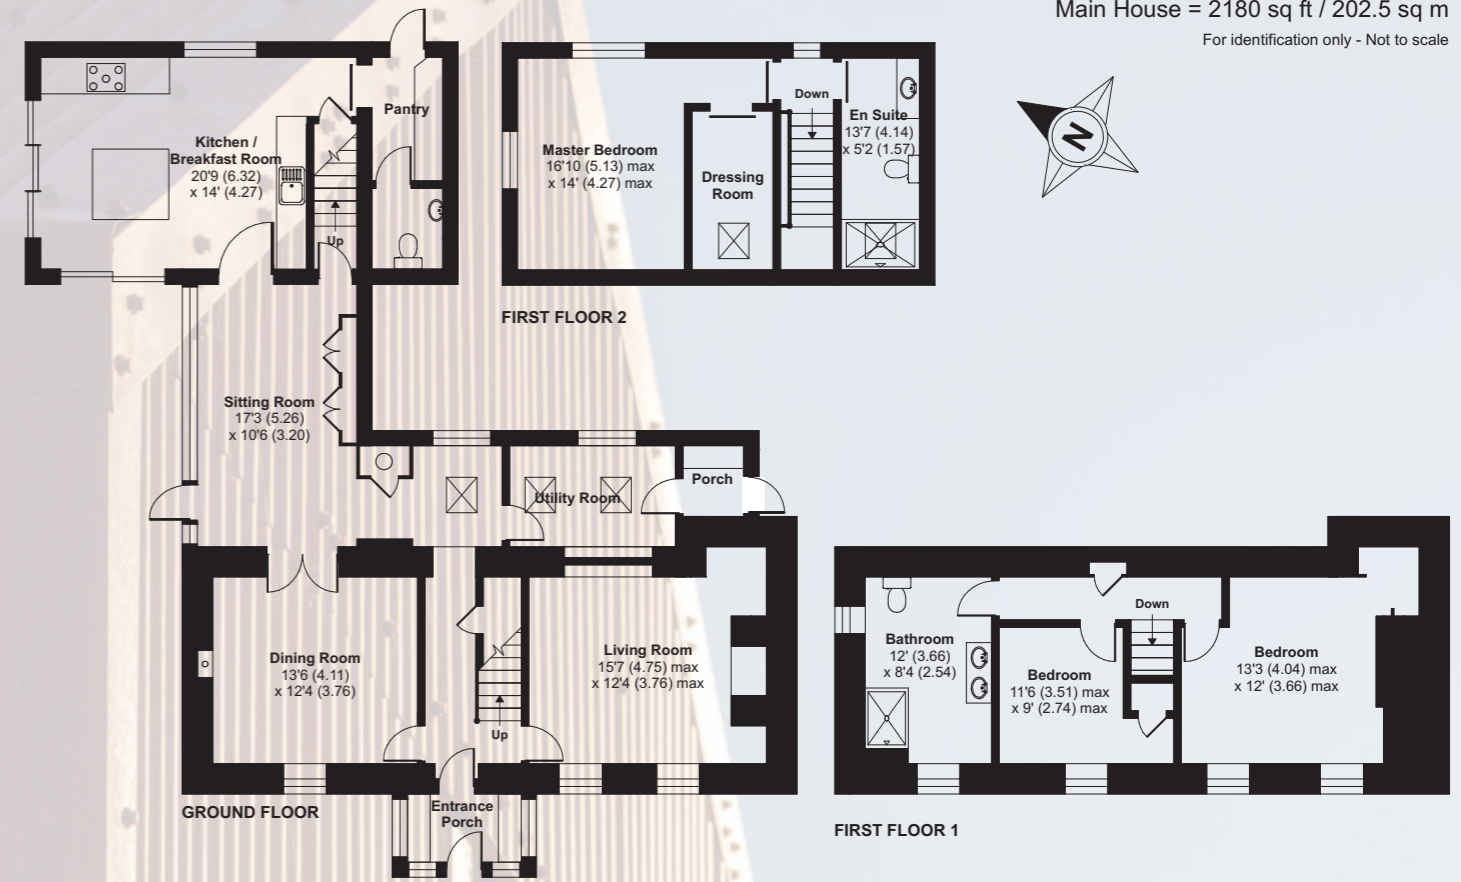 Main House = 2180 sq ft / 202.5 sq m
For identification only - Not to scale
N
Pantry
Kitchen /
Breakfast Room
20'9 (6.32)
x 14' (4.27)
Up
Master Bedroom
16'10 (5.13) max
x 14' (4.27) max
Dressing
Room
Down
En Suite
13'7 (4.14)
x 5'2 (1.57)
FIRST FLOOR 2
Sitting Room
17'3 (5.26)
x 10'6 (3.20)
Utility Room
Porch
Dining Room
13'6 (4.11)
x 12'4 (3.76)
Up
Living Room
15'7 (4.75) max
x 12'4 (3.76) max
Entrance
Porch
GROUND FLOOR
Bathroom
12' (3.66)
x 8'4 (2.54)
Bedroom
11'6 (3.51) max
x 9' (2.74) max
Down
Bedroom
13'3 (4.04) max
x 12' (3.66) max
FIRST FLOOR 1